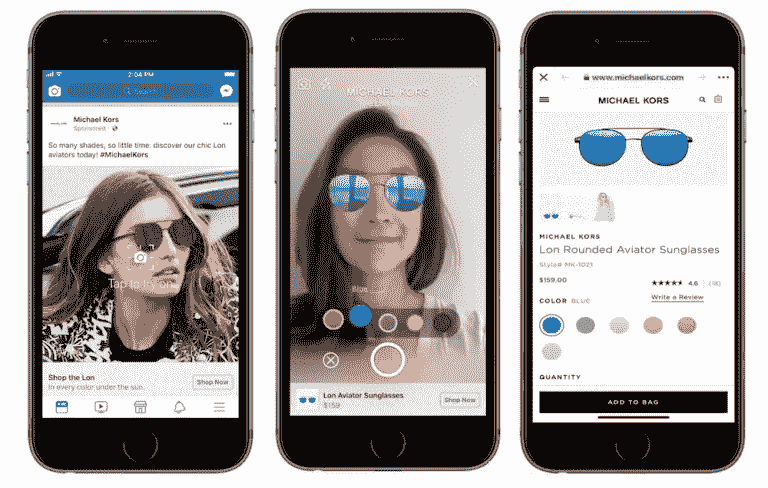 2:04 PM
Michael Kors
Sponsored
So many shades, so little time: discover our chic Lon
aviators today! #MichaelKors
Tap to try on
Shop the Lon
In every color under the sun.
Shop Now
MICHAEL KORS
BLUE
Lon Aviator Sunglasses
$159
Shop Now
www.michaelkors.com
MICHAEL KORS
MICHAEL KORS
Lon Rounded Aviator Sunglasses
Style# MK-1021
$159.00
4.6
Write a Review
COLOR BLUE
QUANTITY
ADD TO BAG